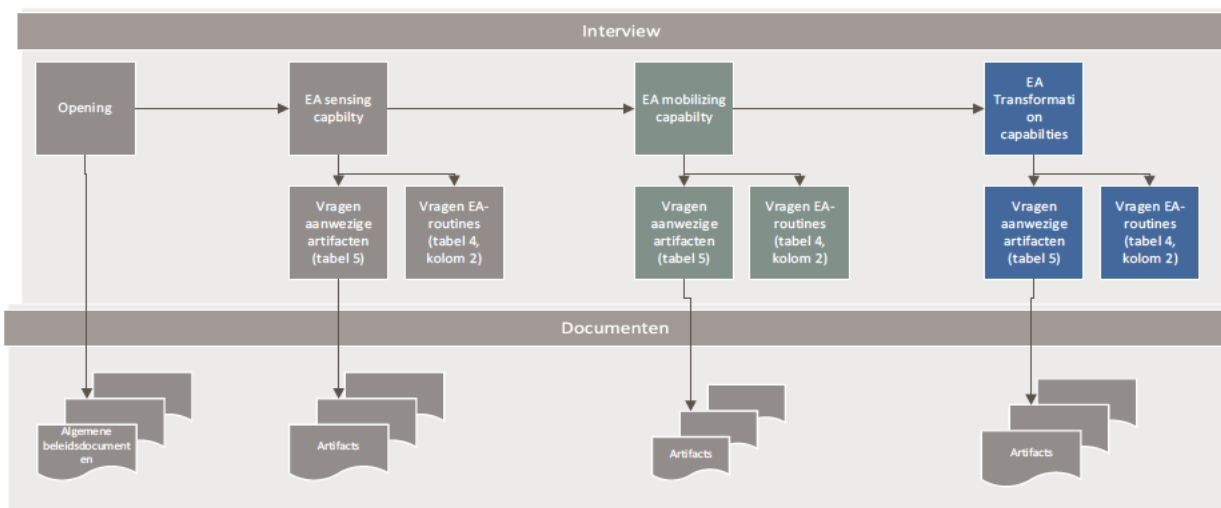 Interview
Opening
EA sensing
capbilty
EA mobilizing
capabilty
EA
Transformati
on
capabilties
Vragen
aanwezige
artifacten
(tabel 5)
Vragen EA-
routines
(tabel 4,
kolom 2)
Vragen
aanwezige
artifacten
(tabel 5)
Vragen EA-
routines
(tabel 4,
kolom 2)
Vragen
aanwezige
artifacten
(tabel 5)
Vragen EA-
routines
(tabel 4,
kolom 2)
Documenten
Algemene
beleidsdocument
en
Artifacts
Artifacts
Artifacts